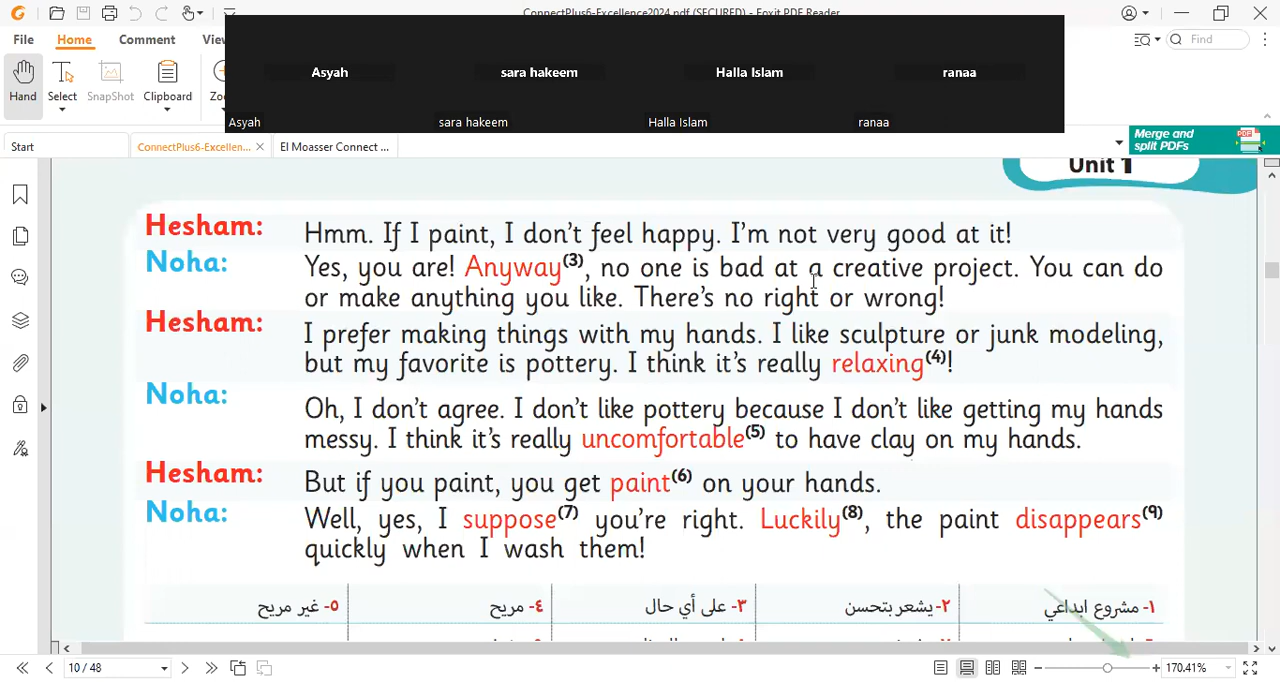 ConnectPlus6-Excellence2024.pdf (SECURED) - Foxit PDF Reader
File Home Comment View
Find
Hand Select SnapShot Clipboard
Asyah sara hakeem Halla Islam ranaa
Asyah sara hakeem Halla Islam ranaa
Start ConnectPlus6-Excellen... El Moasser Connect ...
Merge and
split PDFs
Unit 1
Hesham: Hmm. If I paint, I don't feel happy. I'm not very good at it!
Noha: Yes, you are! Anyway(3), no one is bad at a creative project. You can do
or make anything you like. There's no right or wrong!
Hesham: I prefer making things with my hands. I like sculpture or junk modeling,
but my favorite is pottery. I think it's really relaxing(4)!
Noha: Oh, I don't agree. I don't like pottery because I don't like getting my hands
messy. I think it's really uncomfortable(5) to have clay on my hands.
Hesham: But if you paint, you get paint(6) on your hands.
Noha: Well, yes, I suppose(7) you're right. Luckily(8), the paint disappears(9)
quickly when I wash them!
١- مشروع ابداعي ٢- يشعر بتحسن ٣- على أي حال ٤- مريح ٥- غير مريح
10 / 48 170.41%